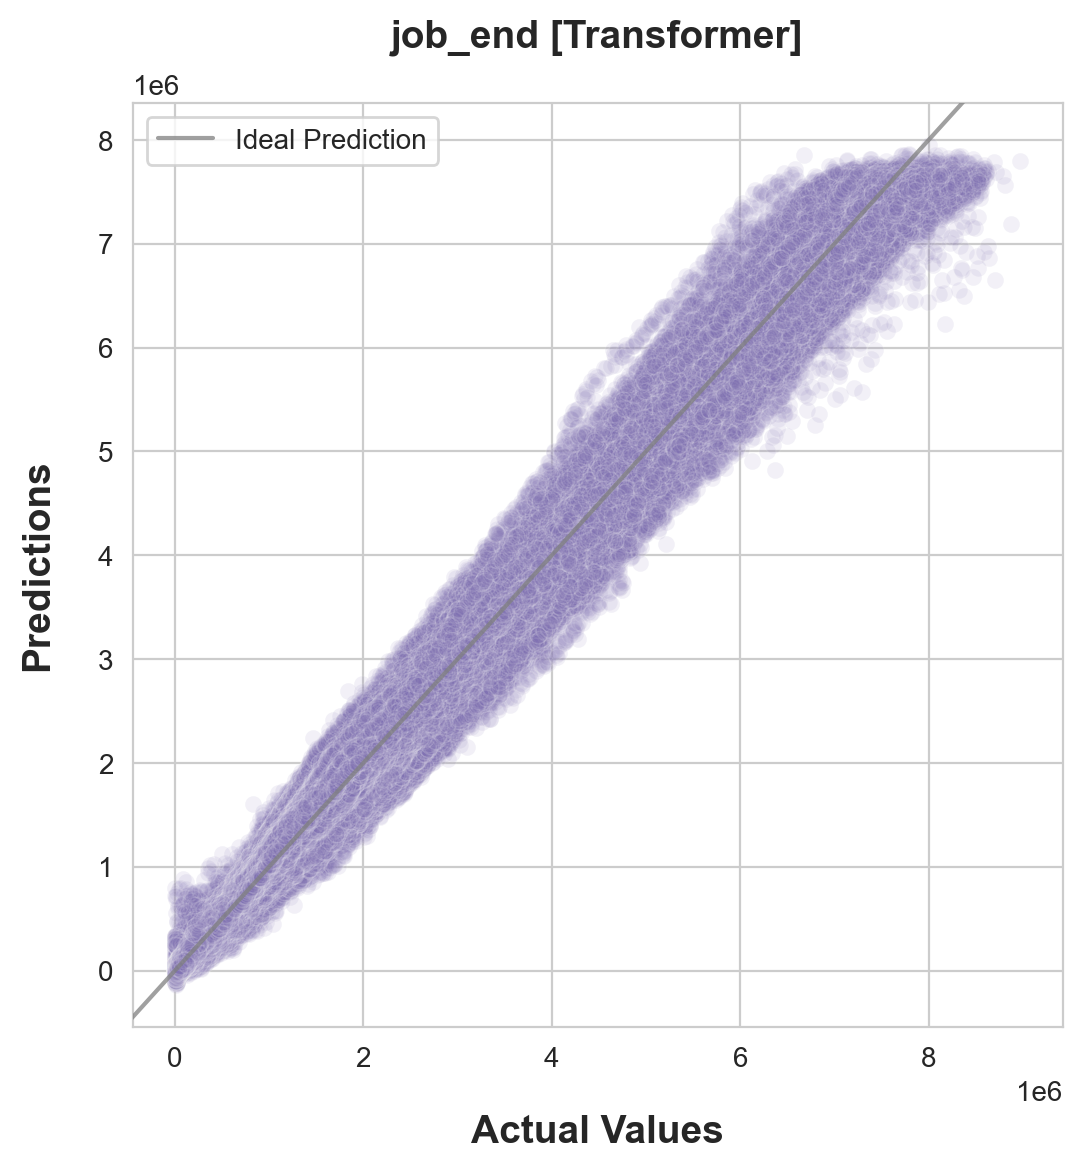 job_end [Transformer]
1e6
Ideal Prediction
8
7
6
5
4
3
2
1
0
Predictions
0 2 4 6 8
1e6
Actual Values